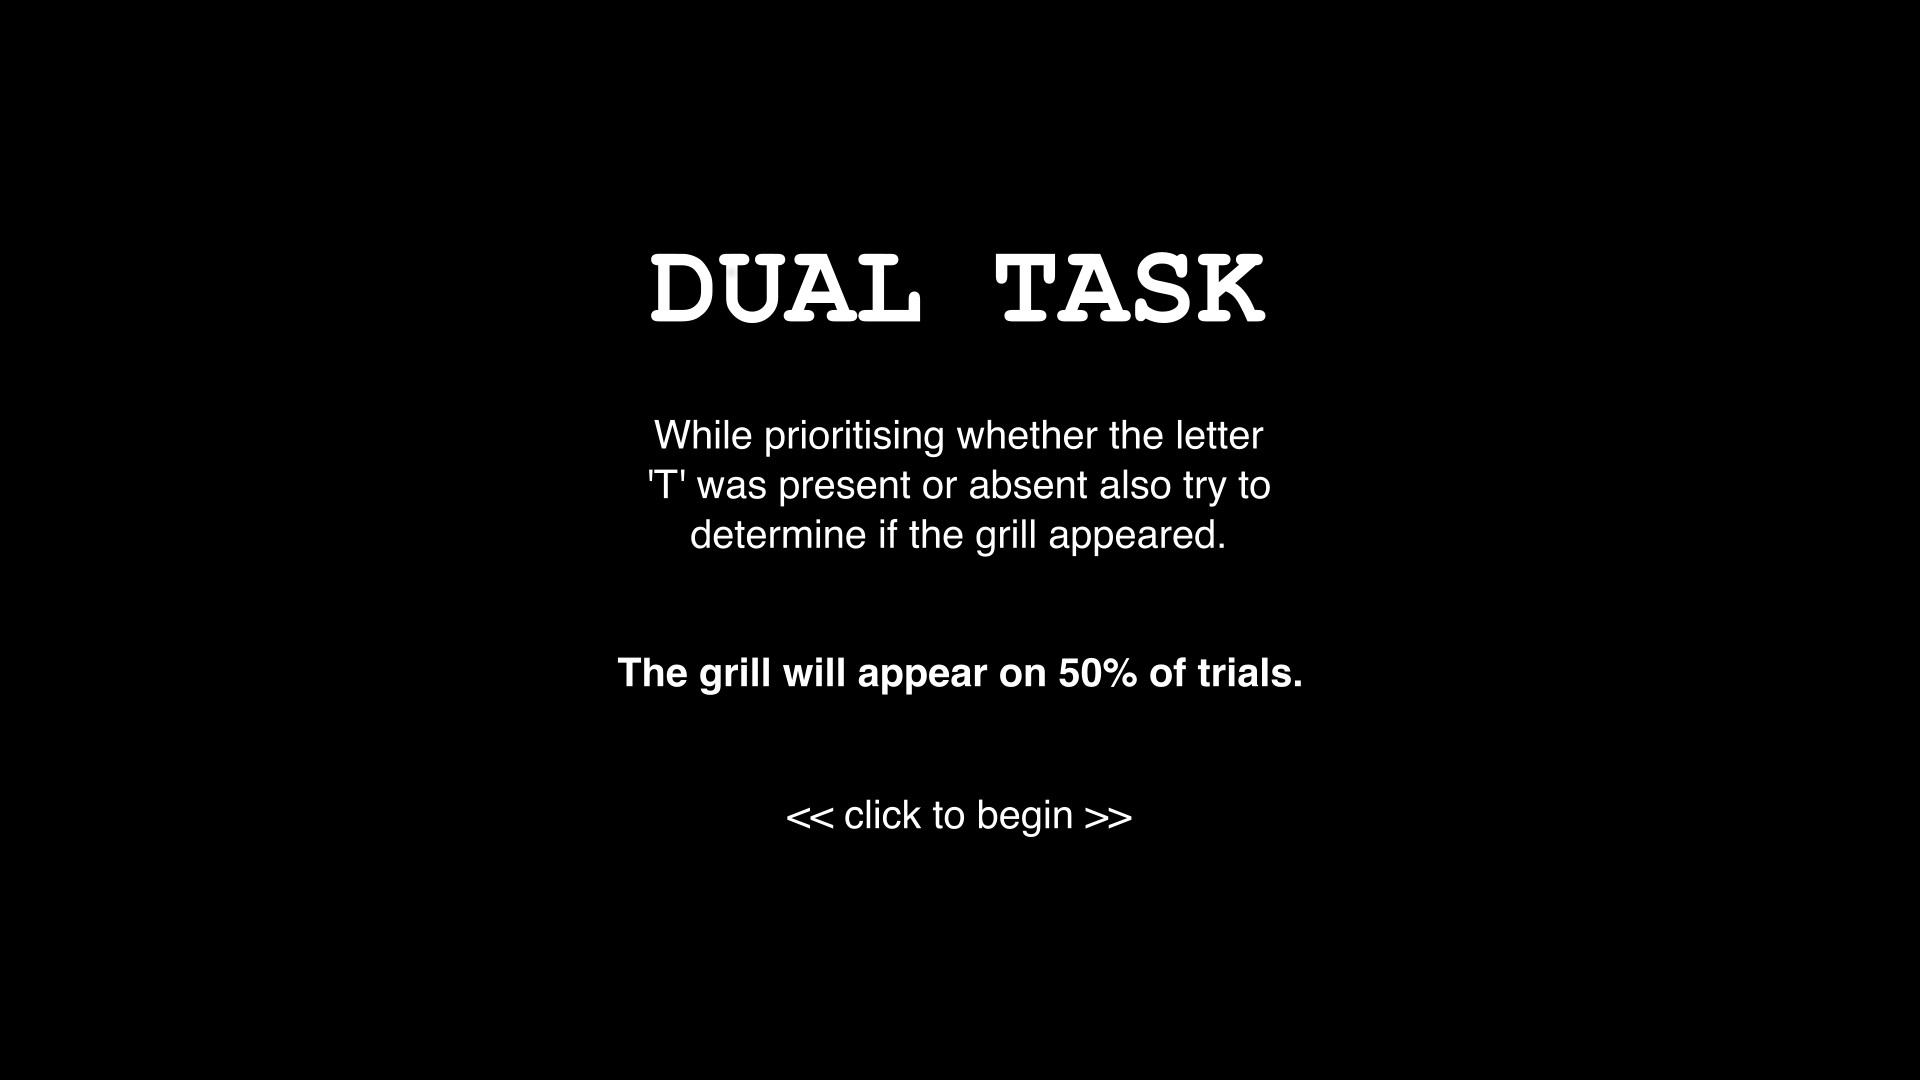 DUAL TASK
While prioritising whether the letter
'T' was present or absent also try to
determine if the grill appeared.
The grill will appear on 50% of trials.
<< click to begin >>